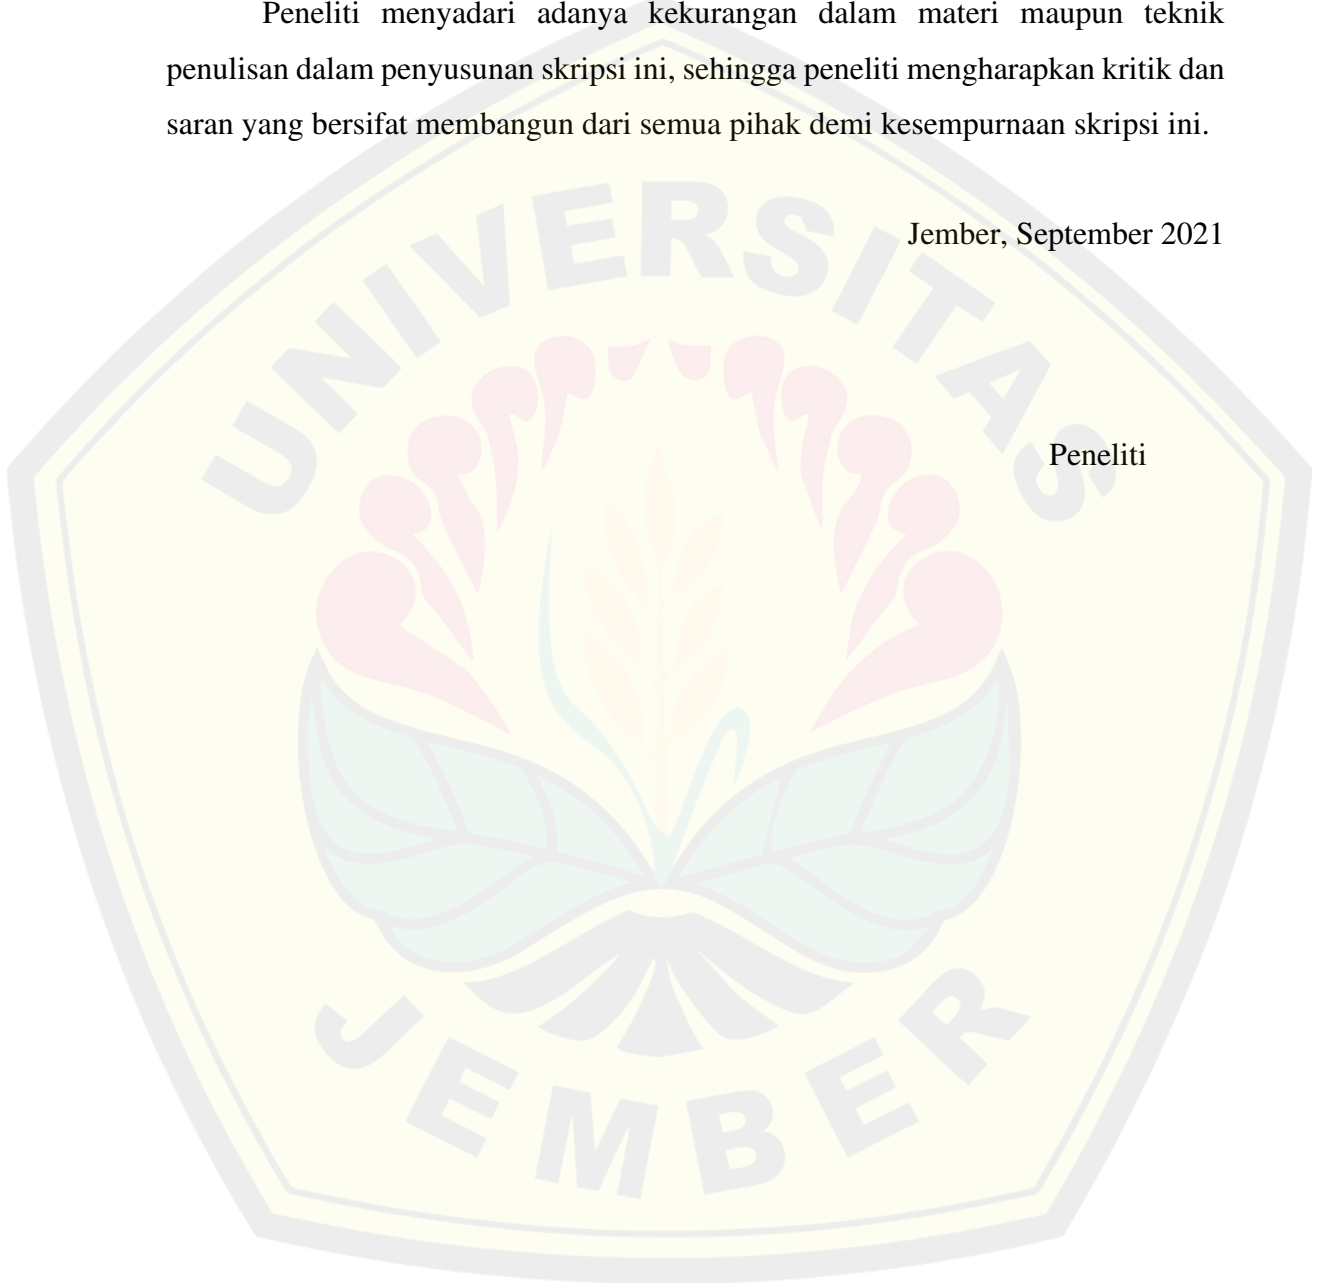 Peneliti menyadari adanya kekurangan dalam materi maupun teknik
penulisan dalam penyusunan skripsi ini, sehingga peneliti mengharapkan kritik dan
saran yang bersifat membangun dari semua pihak demi kesempurnaan skripsi ini.
Jember, September 2021
Peneliti
UNIVERSITAS
JEMBER